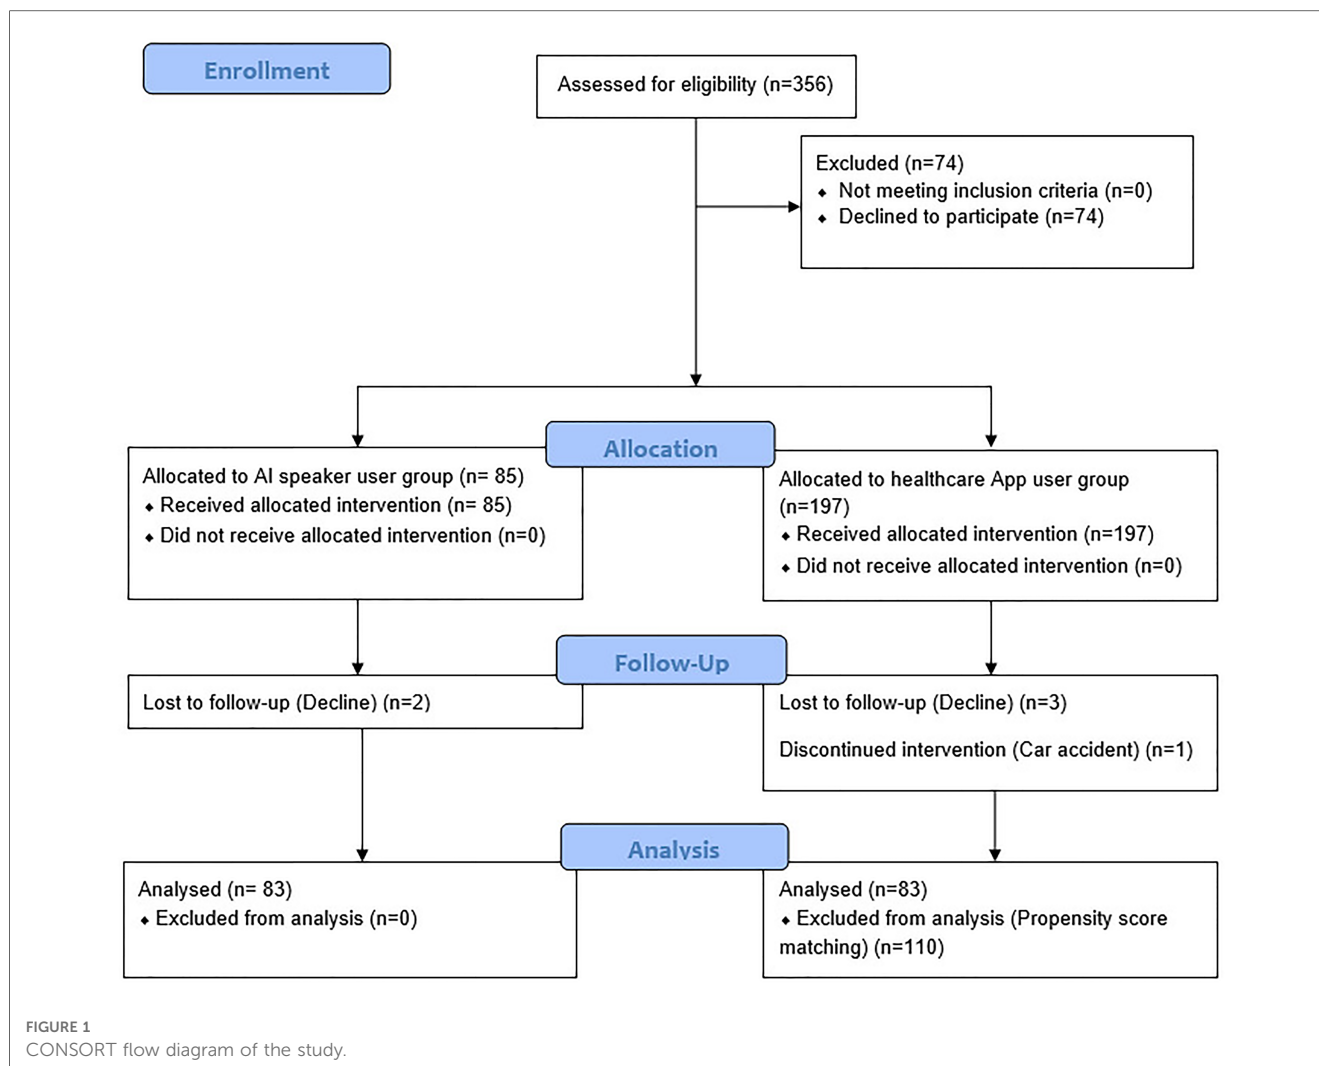 Enrollment
Assessed for eligibility (n=356)
Excluded (n=74)
⬥ Not meeting inclusion criteria (n=0)
⬥ Declined to participate (n=74)
Allocation
Allocated to AI speaker user group (n= 85)
⬥ Received allocated intervention (n= 85)
⬥ Did not receive allocated intervention (n=0)
Allocated to healthcare App user group
(n=197)
⬥ Received allocated intervention (n=197)
⬥ Did not receive allocated intervention (n=0)
Follow-Up
Lost to follow-up (Decline) (n=2)
Lost to follow-up (Decline) (n=3)
Discontinued intervention (Car accident) (n=1)
Analysis
Analysed (n= 83)
⬥ Excluded from analysis (n=0)
Analysed (n=83)
⬥ Excluded from analysis (Propensity score
matching) (n=110)
FIGURE 1
CONSORT flow diagram of the study.